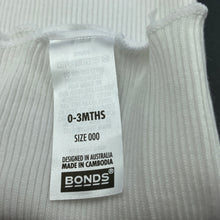 0-3MTHS
SIZE 000
DESIGNED IN AUSTRALIA
MADE IN CAMBODIA
BONDS